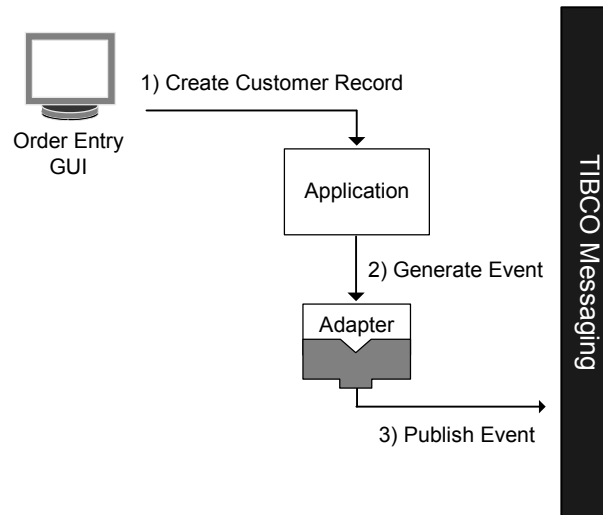 1) Create Customer Record
Order Entry
GUI
Application
2) Generate Event
Adapter
3) Publish Event
TIBCO Messaging